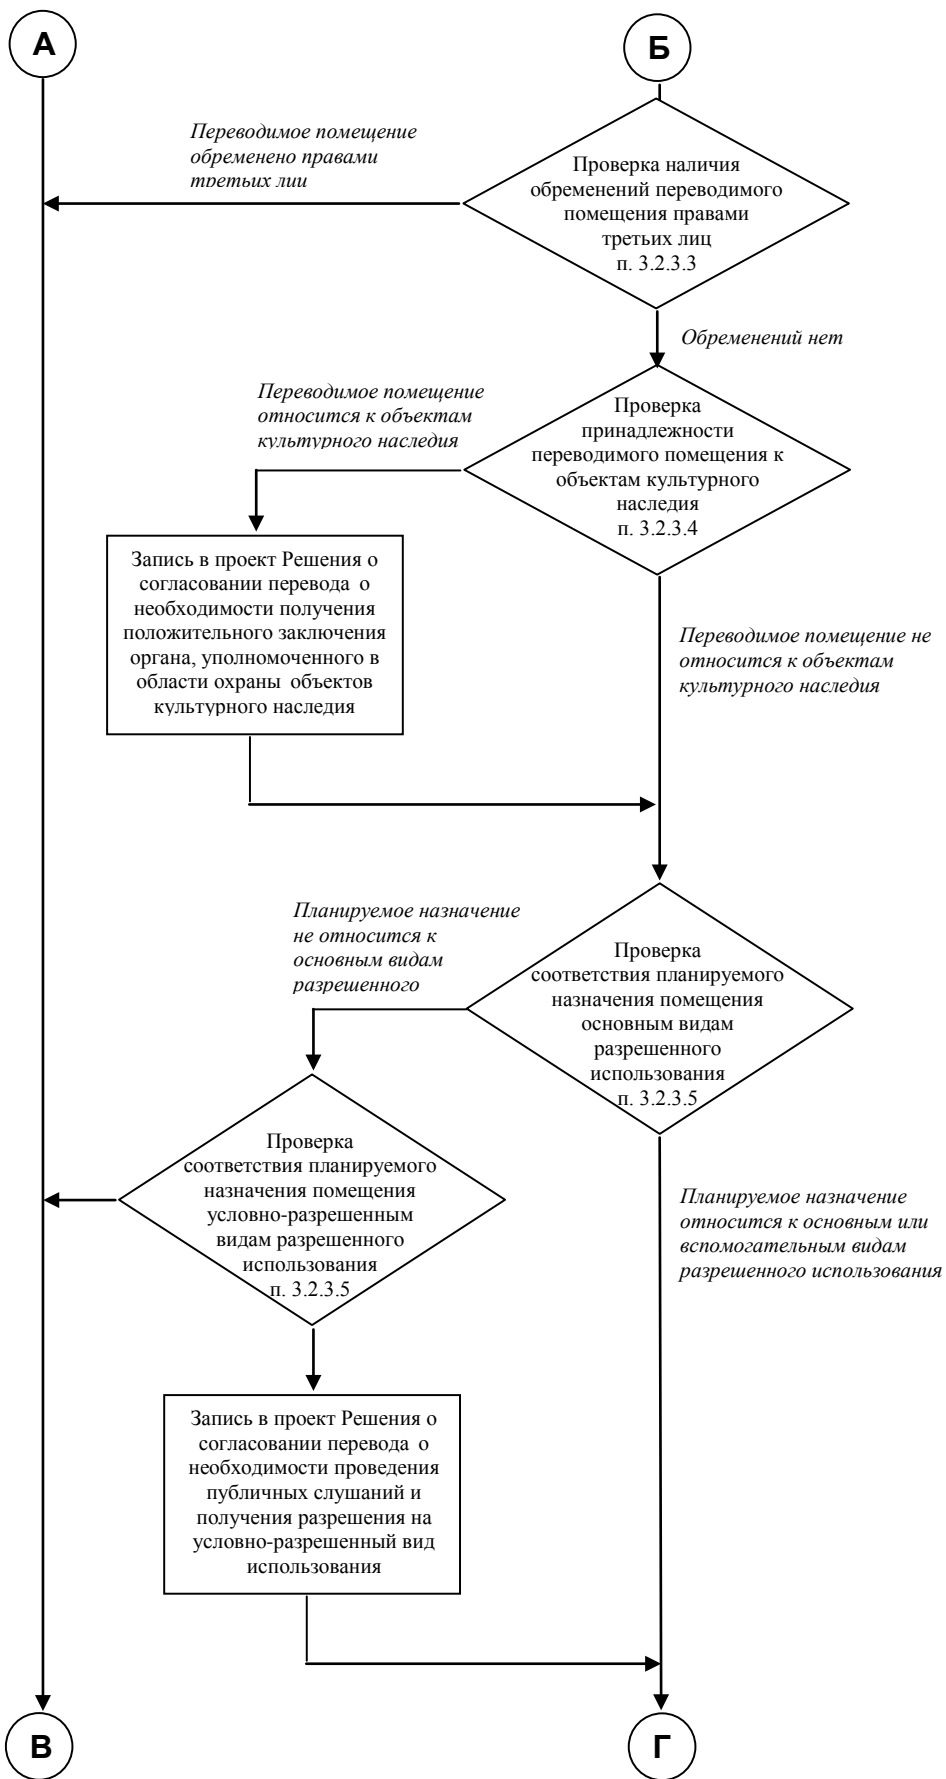 А
Б
Переводимое помещение
обременено правами
третьих лиц
Проверка наличия
обременений переводимого
помещения правами
третьих лиц
п. 3.2.3.3
Обременений нет
Переводимое помещение
относится к объектам
культурного наследия
Проверка
принадлежности
переводимого помещения к
объектам культурного
наследия
п. 3.2.3.4
Запись в проект Решения о
согласовании перевода о
необходимости получения
положительного заключения
органа, уполномоченного в
области охраны объектов
культурного наследия
Переводимое помещение не
относится к объектам
культурного наследия
Планируемое назначение
не относится к
основным видам
разрешенного
Проверка
соответствия планируемого
назначения помещения
основным видам
разрешенного
использования
п. 3.2.3.5
Проверка
соответствия планируемого
назначения помещения
условно-разрешенным
видам разрешенного
использования
п. 3.2.3.5
Планируемое назначение
относится к основным или
вспомогательным видам
разрешенного использования
Запись в проект Решения о
согласовании перевода о
необходимости проведения
публичных слушаний и
получения разрешения на
условно-разрешенный вид
использования
В
Г